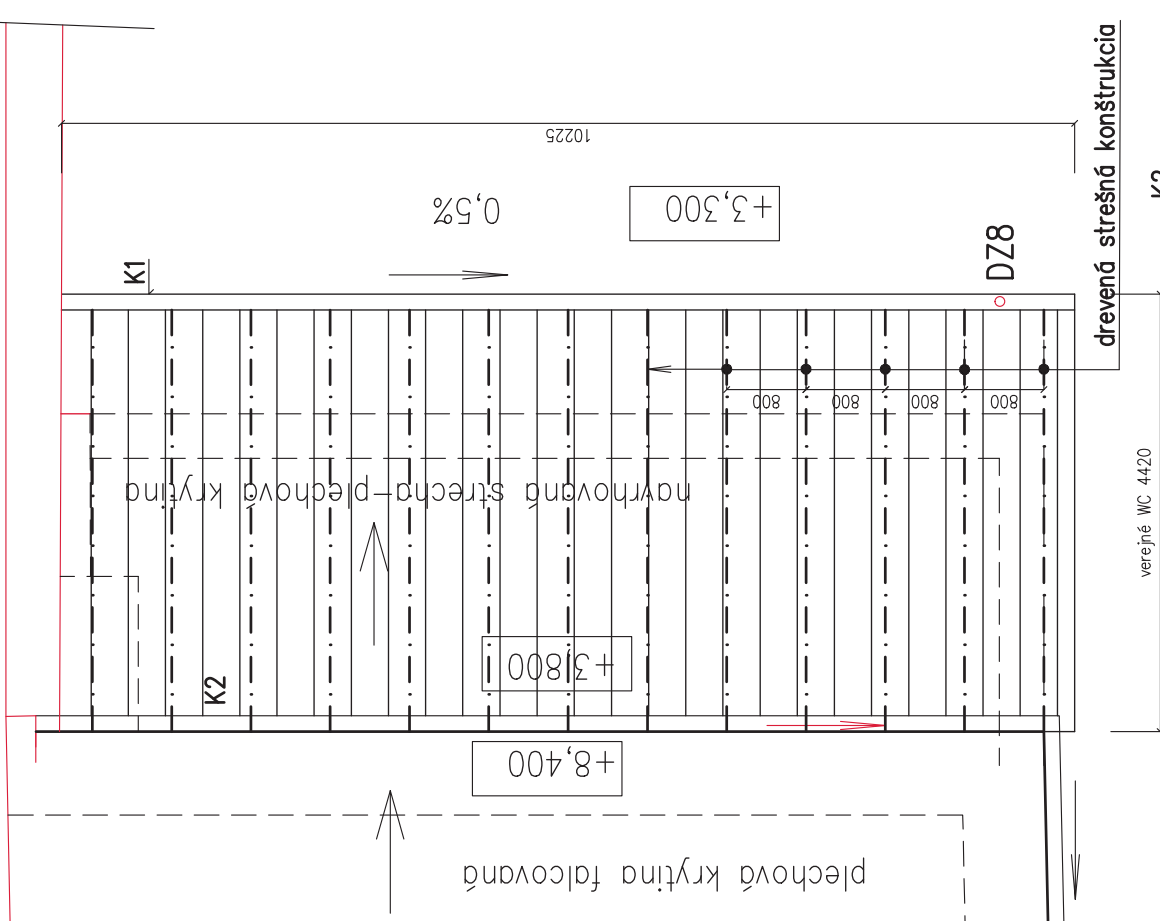 10225
0,5%
+3,300
K1
DZ8
drevená strešná konštrukcia
800
800
800
800
navrhovaná strecha-plechová krytina
verejné WC 4420
K2
+3,800
+8,400
plechová krytina falcovaná